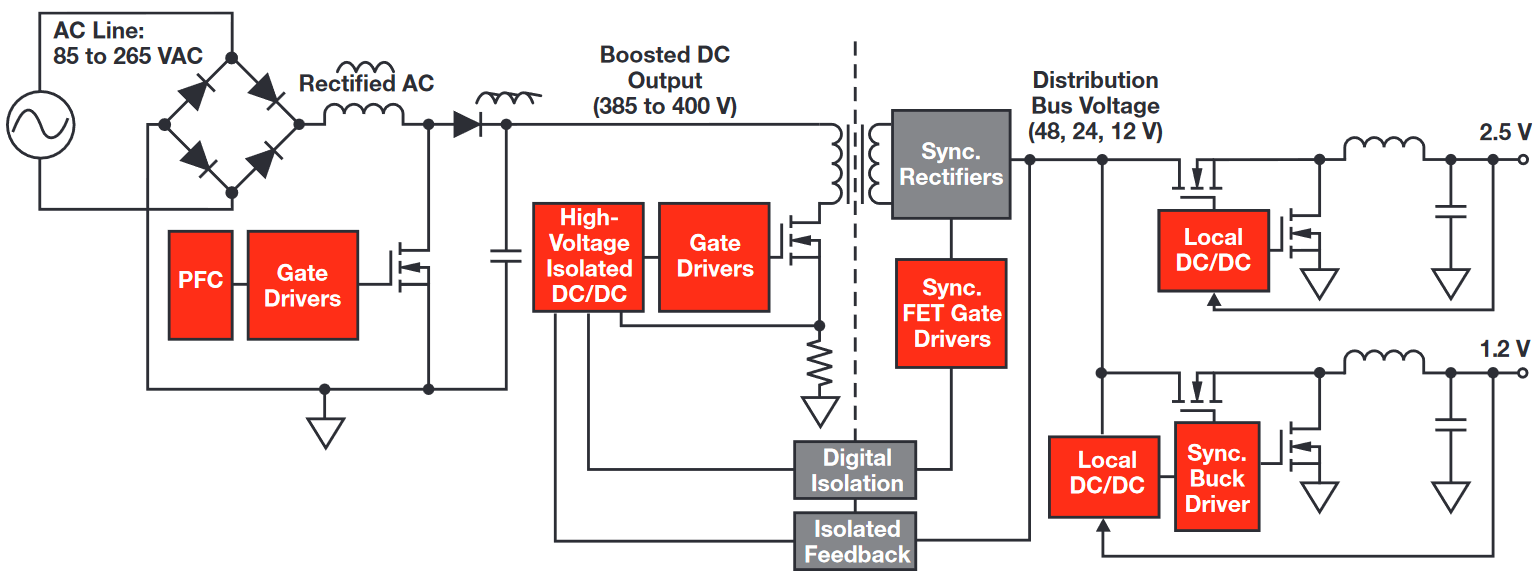 AC Line:
85 to 265 VAC
Rectified AC
Boosted DC
Output
(385 to 400 V)
Distribution
Bus Voltage
(48, 24, 12 V)
2.5 V
Sync.
Rectifiers
PFC
Gate
Drivers
High-
Voltage
Isolated
DC/DC
Gate
Drivers
Sync.
FET Gate
Drivers
Local
DC/DC
1.2 V
Local
DC/DC
Sync.
Buck
Driver
Digital
Isolation
Isolated
Feedback